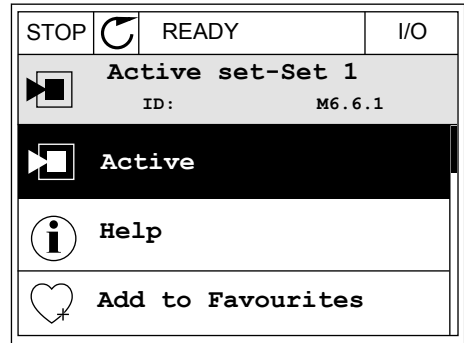 STOP READY I/O
Active set-Set 1
ID: M6.6.1
Active
Help
Add to Favourites